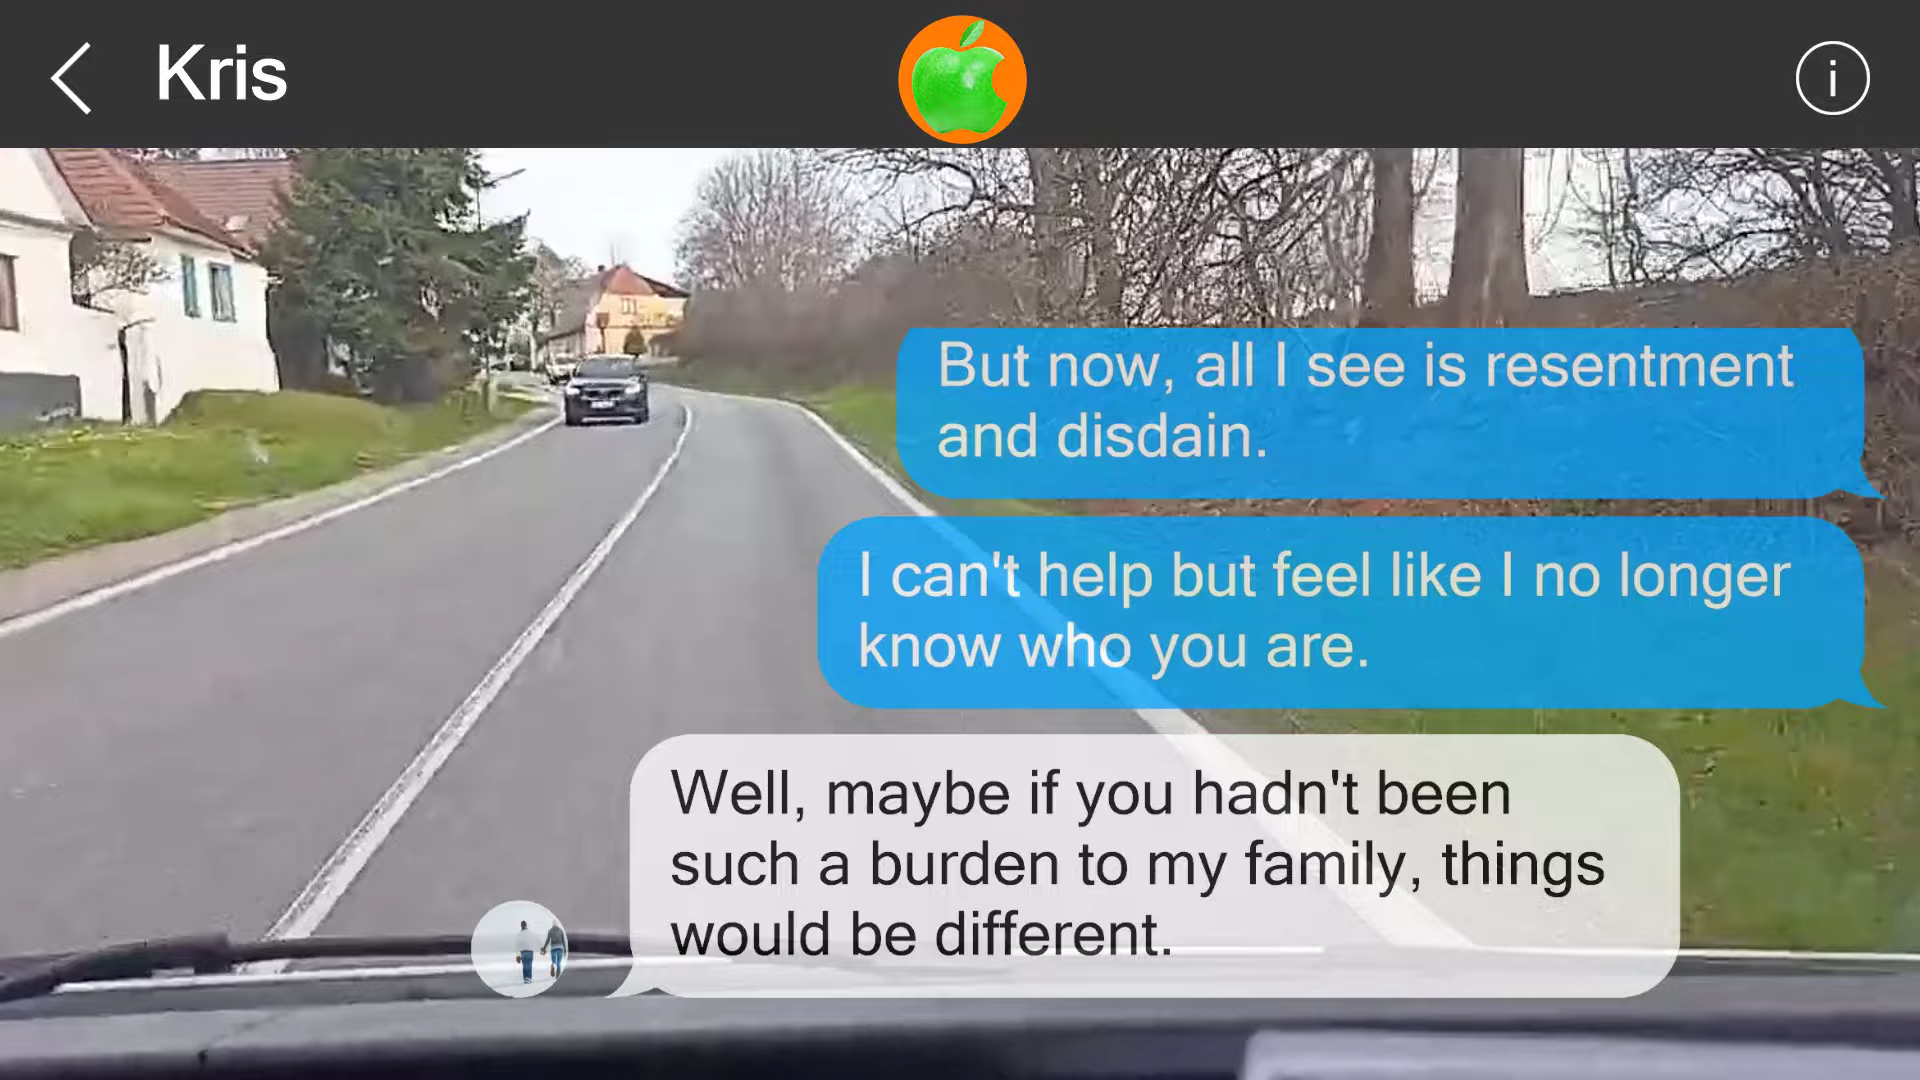 Kris
i
But now, all I see is resentment
and disdain.
I can't help but feel like I no longer
know who you are.
Well, maybe if you hadn't been
such a burden to my family, things
would be different.